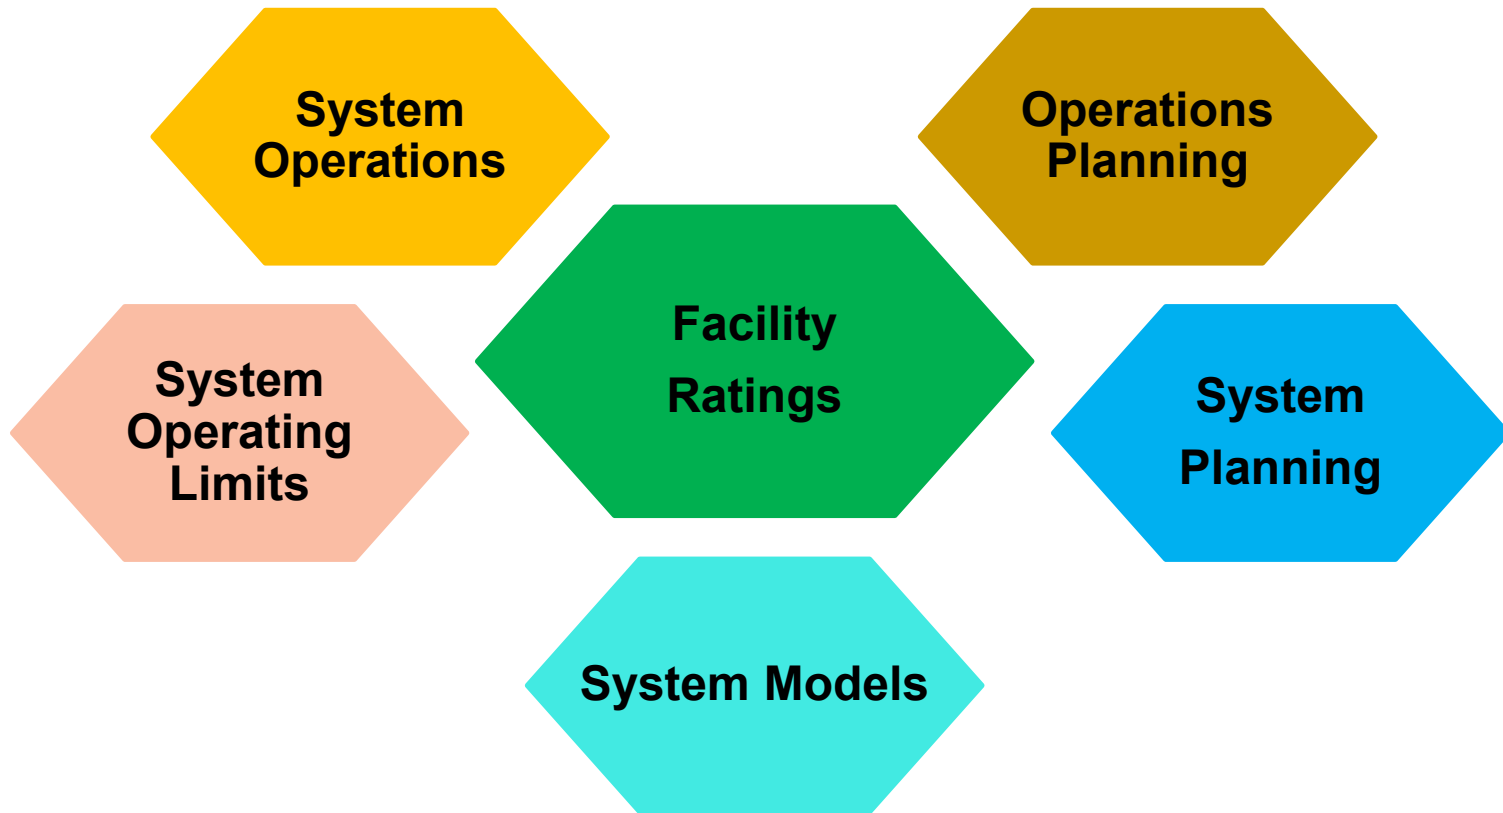 System
Operations
Operations
Planning
Facility
Ratings
System
Operating
Limits
System
Planning
System Models